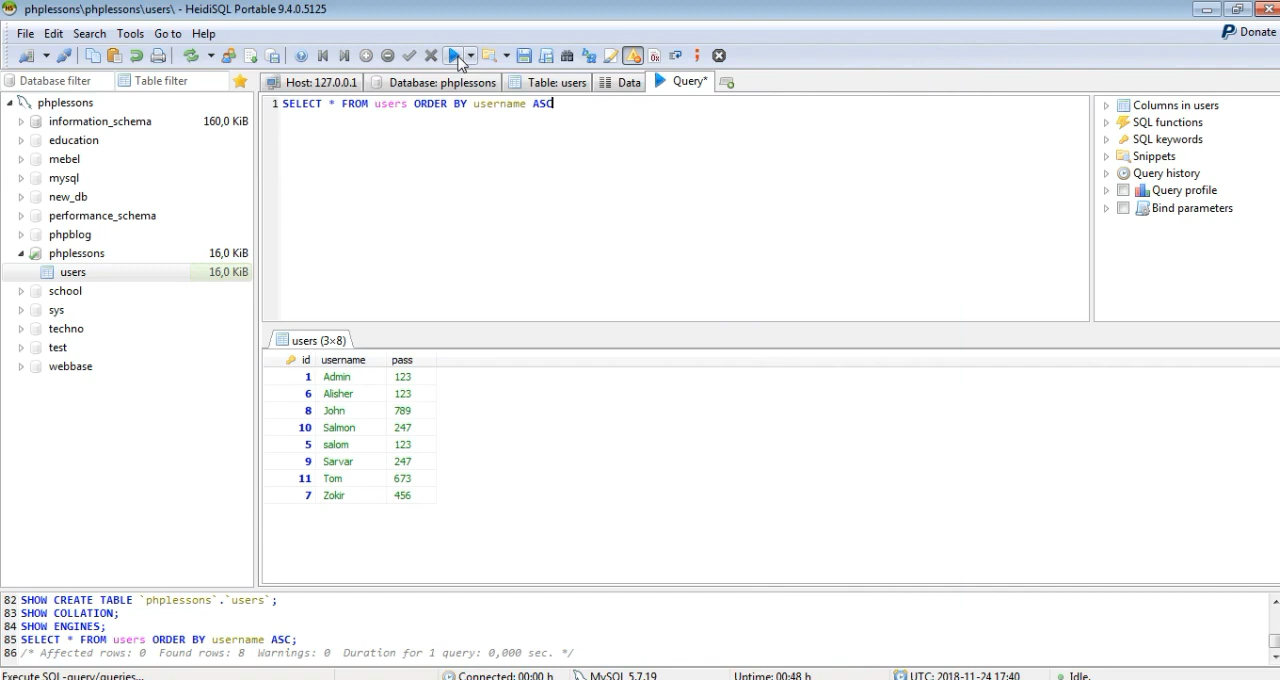 phplessons\phplessons\users\ - HeidiSQL Portable 9.4.0.5125
File Edit Search Tools Go to Help
Donate
Database filter Table filter Host: 127.0.0.1 Database: phplessons Table: users Data Query*
phplessons
information_schema 160,0 KiB
education
mebel
mysql
new_db
performance_schema
phpblog
phplessons 16,0 KiB
users 16,0 KiB
school
sys
techno
test
webbase
1 SELECT * FROM users ORDER BY username ASC
Columns in users
SQL functions
SQL keywords
Snippets
Query history
Query profile
Bind parameters
users (3×8)
id username pass
1 Admin 123
6 Alisher 123
8 John 789
10 Salmon 247
5 salom 123
9 Sarvar 247
11 Tom 673
7 Zokir 456
82 SHOW CREATE TABLE `phplessons`.`users`;
83 SHOW COLLATION;
84 SHOW ENGINES;
85 SELECT * FROM users ORDER BY username ASC;
86 /* Affected rows: 0 Found rows: 8 Warnings: 0 Duration for 1 query: 0,000 sec. */
Execute SQL-query/queries... Connected: 00:00 h MySQL 5.7.19 Uptime: 00:48 h UTC: 2018-11-24 17:40 Idle.